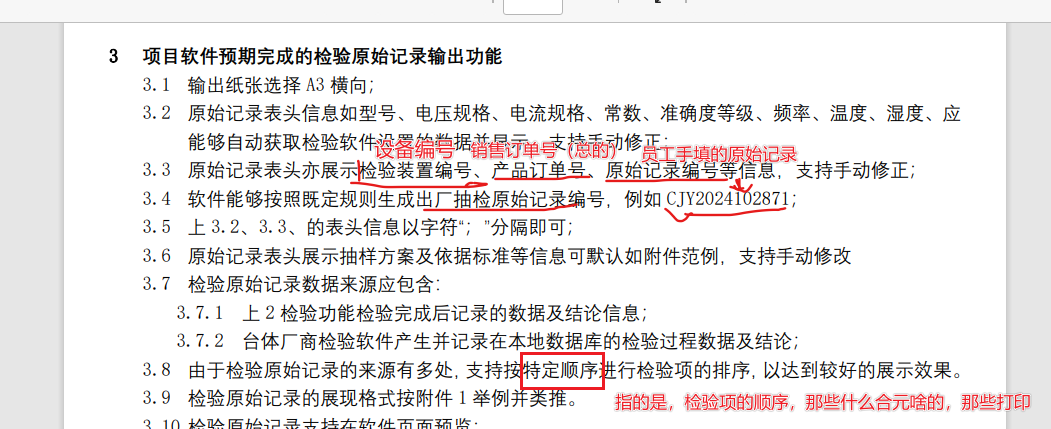 3 项目软件预期完成的检验原始记录输出功能
3.1 输出纸张选择 A3 横向；
3.2 原始记录表头信息如型号、电压规格、电流规格、常数、准确度等级、频率、温度、湿度、应
能够自动获取检验软件设置的数据并显示，支持手动修正；
设备编号 销售订单号（总的） 员工手填的原始记录
3.3 原始记录表头亦展示检验装置编号、产品订单号、原始记录编号等信息，支持手动修正；
3.4 软件能够按照既定规则生成出厂抽检原始记录编号，例如 CJY2024102871；
3.5 上 3.2、3.3、的表头信息以字符“；”分隔即可；
3.6 原始记录表头展示抽样方案及依据标准等信息可默认如附件范例，支持手动修改
3.7 检验原始记录数据来源应包含：
3.7.1 上 2 检验功能检验完成后记录的数据及结论信息；
3.7.2 台体厂商检验软件产生并记录在本地数据库的检验过程数据及结论；
3.8 由于检验原始记录的来源有多处，支持按特定顺序进行检验项的排序，以达到较好的展示效果。
3.9 检验原始记录的展现格式按附件 1 举例并类推。
指的是，检验项的顺序，那些什么合元啥的，那些打印
3.10 检验原始记录支持在软件页面预览；